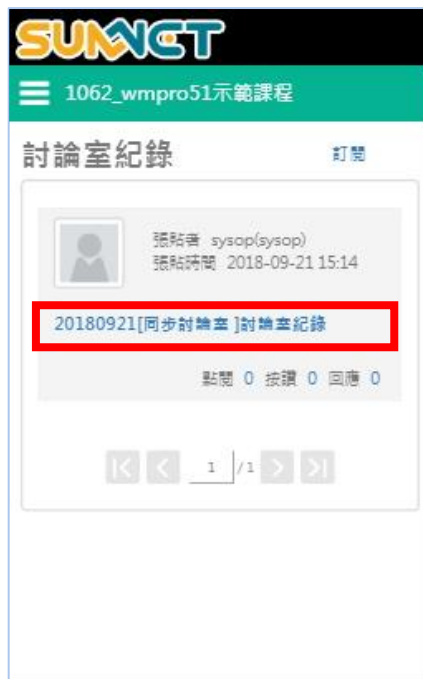 SUNNET
1062_wmpro51示範課程
討論室紀錄 訂閱
張貼者 sysop(sysop)
張貼時間 2018-09-21 15:14
20180921[同步討論室 ]討論室紀錄
點閱 0 按讚 0 回應 0
1 /1